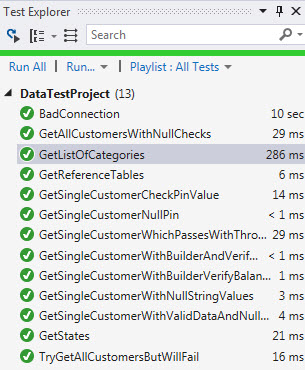 Test Explorer
Search
Run All | Run... | Playlist : All Tests
DataTestProject (13)
BadConnection 10 sec
GetAllCustomersWithNullChecks 29 ms
GetListOfCategories 286 ms
GetReferenceTables 6 ms
GetSingleCustomerCheckPinValue 14 ms
GetSingleCustomerNullPin < 1 ms
GetSingleCustomerWhichPassesWithThro... 29 ms
GetSingleCustomerWithBuilderAndVerif... < 1 ms
GetSingleCustomerWithBuilderVerifyBalan... 1 ms
GetSingleCustomerWithNullStringValues 3 ms
GetSingleCustomerWithValidDataAndNull... 4 ms
GetStates 21 ms
TryGetAllCustomersButWillFail 16 ms